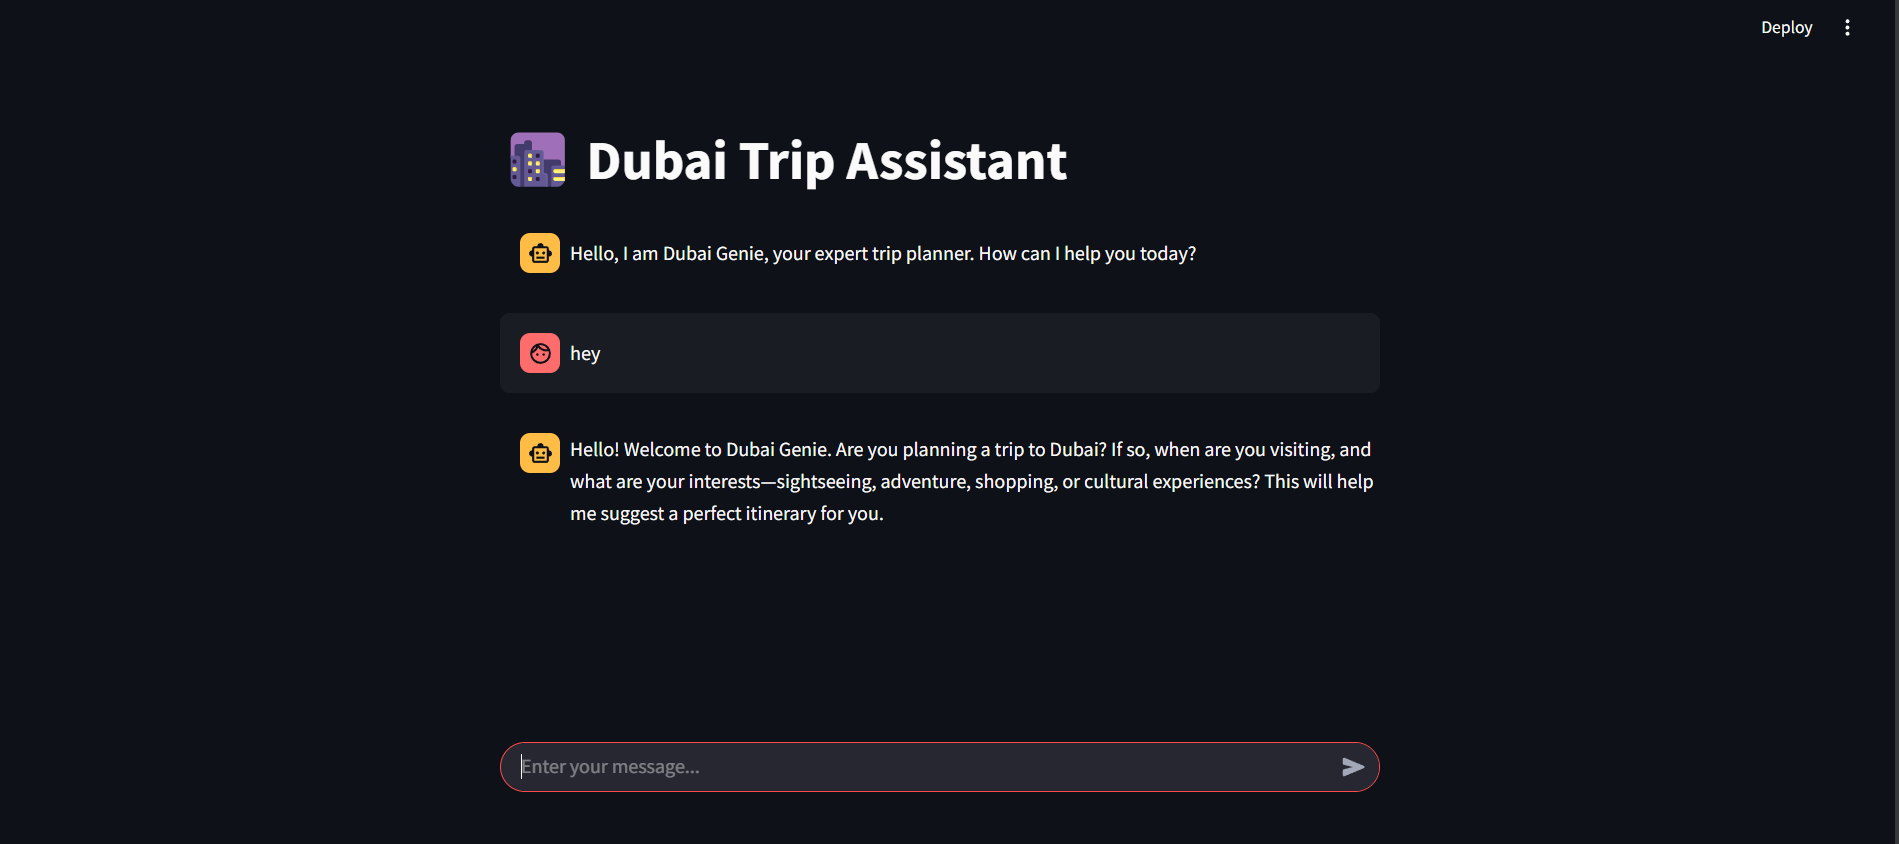 Deploy
Dubai Trip Assistant
Hello, I am Dubai Genie, your expert trip planner. How can I help you today?
hey
Hello! Welcome to Dubai Genie. Are you planning a trip to Dubai? If so, when are you visiting, and
what are your interests—sightseeing, adventure, shopping, or cultural experiences? This will help
me suggest a perfect itinerary for you.
Enter your message...